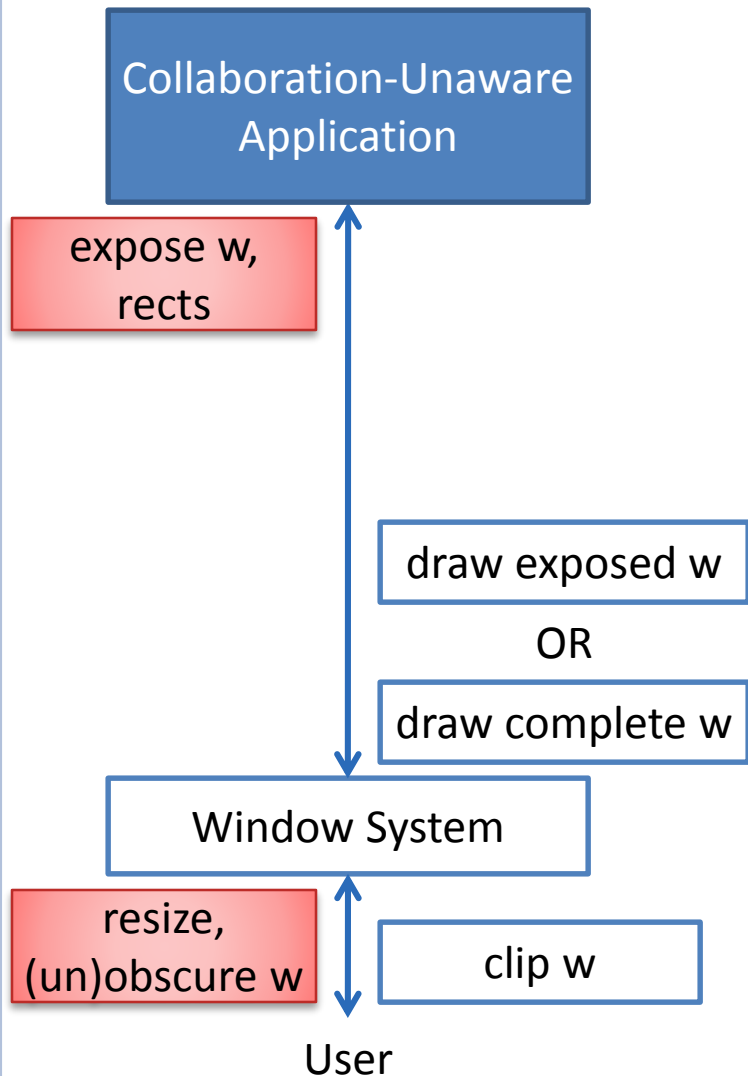 Collaboration-Unaware
Application
expose w,
rects
draw exposed w
OR
draw complete w
Window System
resize,
(un)obscure w
clip w
User